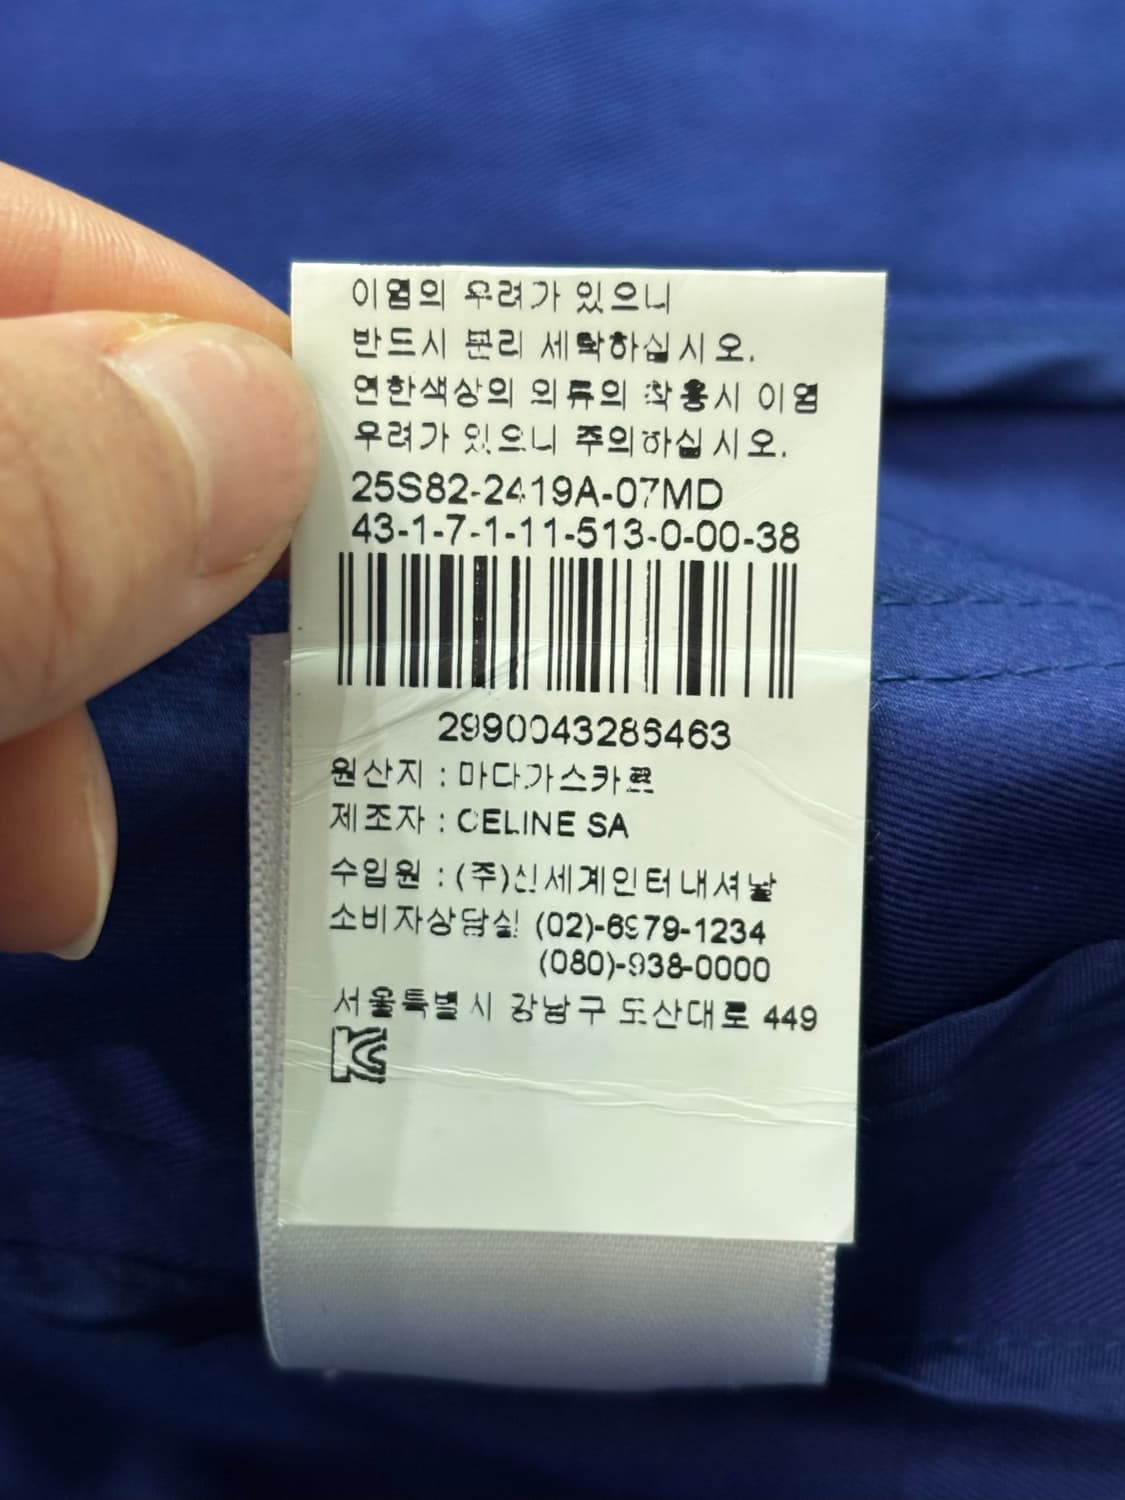 이염의 우려가 있으니
반드시 분리 세탁하십시오.
연한색상의 의류의 착용시 이염
우려가 있으니 주의하십시오.
25S82-2419A-07MD
43-1-7-1-11-513-0-00-38
2990043286463
원산지 : 마다가스카르
제조자 : CELINE SA
수입원 : (주)신세계인터내셔날
소비자상담실 (02)-6979-1234
(080)-938-0000
서울특별시 강남구 도산대로 449
KC